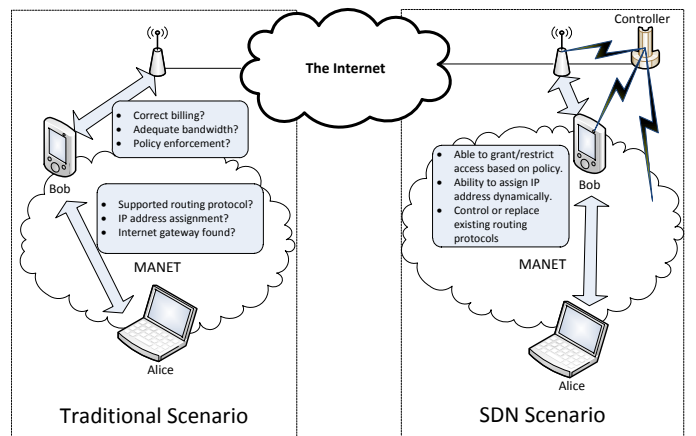 Controller
The Internet
• Correct billing?
• Adequate bandwidth?
• Policy enforcement?
Bob
• Supported routing protocol?
• IP address assignment?
• Internet gateway found?
MANET
Alice
Traditional Scenario
• Able to grant/restrict
access based on policy.
• Ability to assign IP
address dynamically.
• Control or replace
existing routing
protocols
Bob
MANET
Alice
SDN Scenario